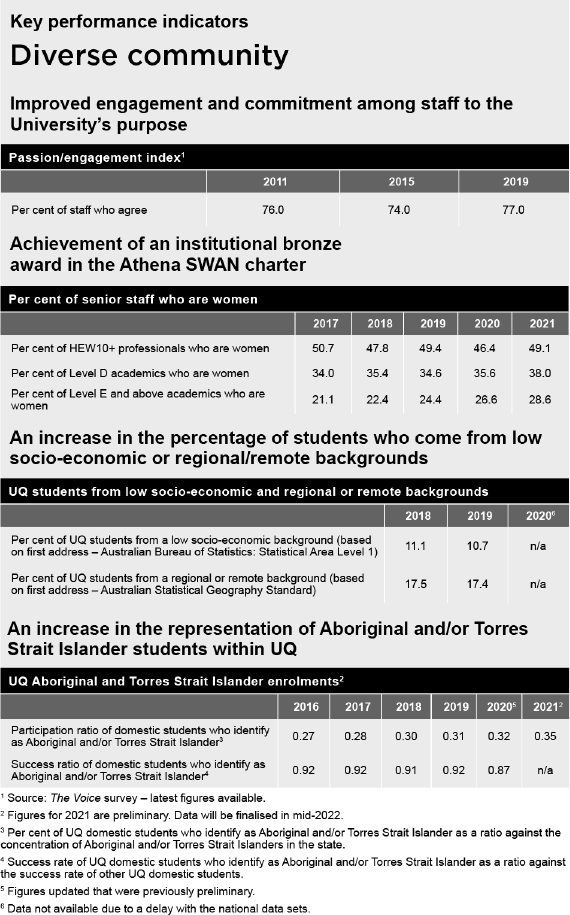 Key performance indicators
Diverse community
Improved engagement and commitment among staff to the
University's purpose
Passion/engagement index¹
2011 2015 2019
Per cent of staff who agree 76.0 74.0 77.0
Achievement of an institutional bronze
award in the Athena SWAN charter
Per cent of senior staff who are women
2017 2018 2019 2020 2021
Per cent of HEW10+ professionals who are women 50.7 47.8 49.4 46.4 49.1
Per cent of Level D academics who are women 34.0 35.4 34.6 35.6 38.0
Per cent of Level E and above academics who are
women 21.1 22.4 24.4 26.6 28.6
An increase in the percentage of students who come from low
socio-economic or regional/remote backgrounds
UQ students from low socio-economic and regional or remote backgrounds
2018 2019 2020⁶
Per cent of UQ students from a low socio-economic background (based
on first address – Australian Bureau of Statistics: Statistical Area Level 1) 11.1 10.7 n/a
Per cent of UQ students from a regional or remote background (based
on first address – Australian Statistical Geography Standard) 17.5 17.4 n/a
An increase in the representation of Aboriginal and/or Torres
Strait Islander students within UQ
UQ Aboriginal and Torres Strait Islander enrolments²
2016 2017 2018 2019 2020⁵ 2021²
Participation ratio of domestic students who identify
as Aboriginal and/or Torres Strait Islander³ 0.27 0.28 0.30 0.31 0.32 0.35
Success ratio of domestic students who identify as
Aboriginal and/or Torres Strait Islander⁴ 0.92 0.92 0.91 0.92 0.87 n/a
¹ Source: The Voice survey – latest figures available.
² Figures for 2021 are preliminary. Data will be finalised in mid-2022.
³ Per cent of UQ domestic students who identify as Aboriginal and/or Torres Strait Islander as a ratio against the
concentration of Aboriginal and/or Torres Strait Islanders in the state.
⁴ Success rate of UQ domestic students who identify as Aboriginal and/or Torres Strait Islander as a ratio against
the success rate of other UQ domestic students.
⁵ Figures updated that were previously preliminary.
⁶ Data not available due to a delay with the national data sets.